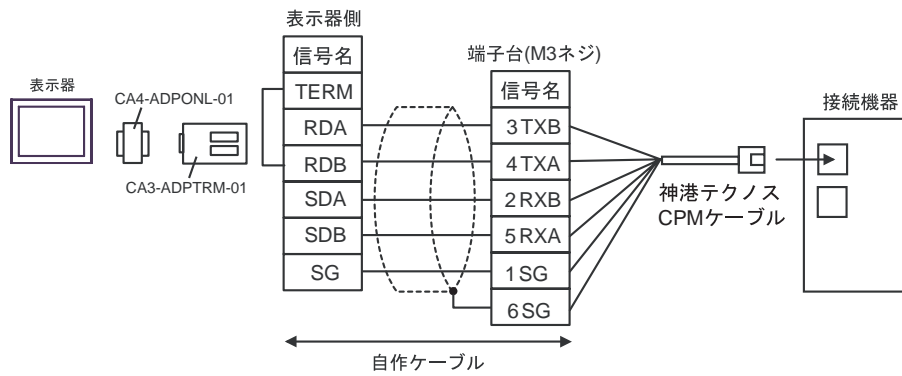 表示器
CA4-ADPONL-01
CA3-ADPTRM-01
表示器側
信号名
TERM
RDA
RDB
SDA
SDB
SG
端子台(M3ネジ)
信号名
3 TXB
4 TXA
2 RXB
5 RXA
1 SG
6 SG
自作ケーブル
神港テクノス
CPMケーブル
接続機器